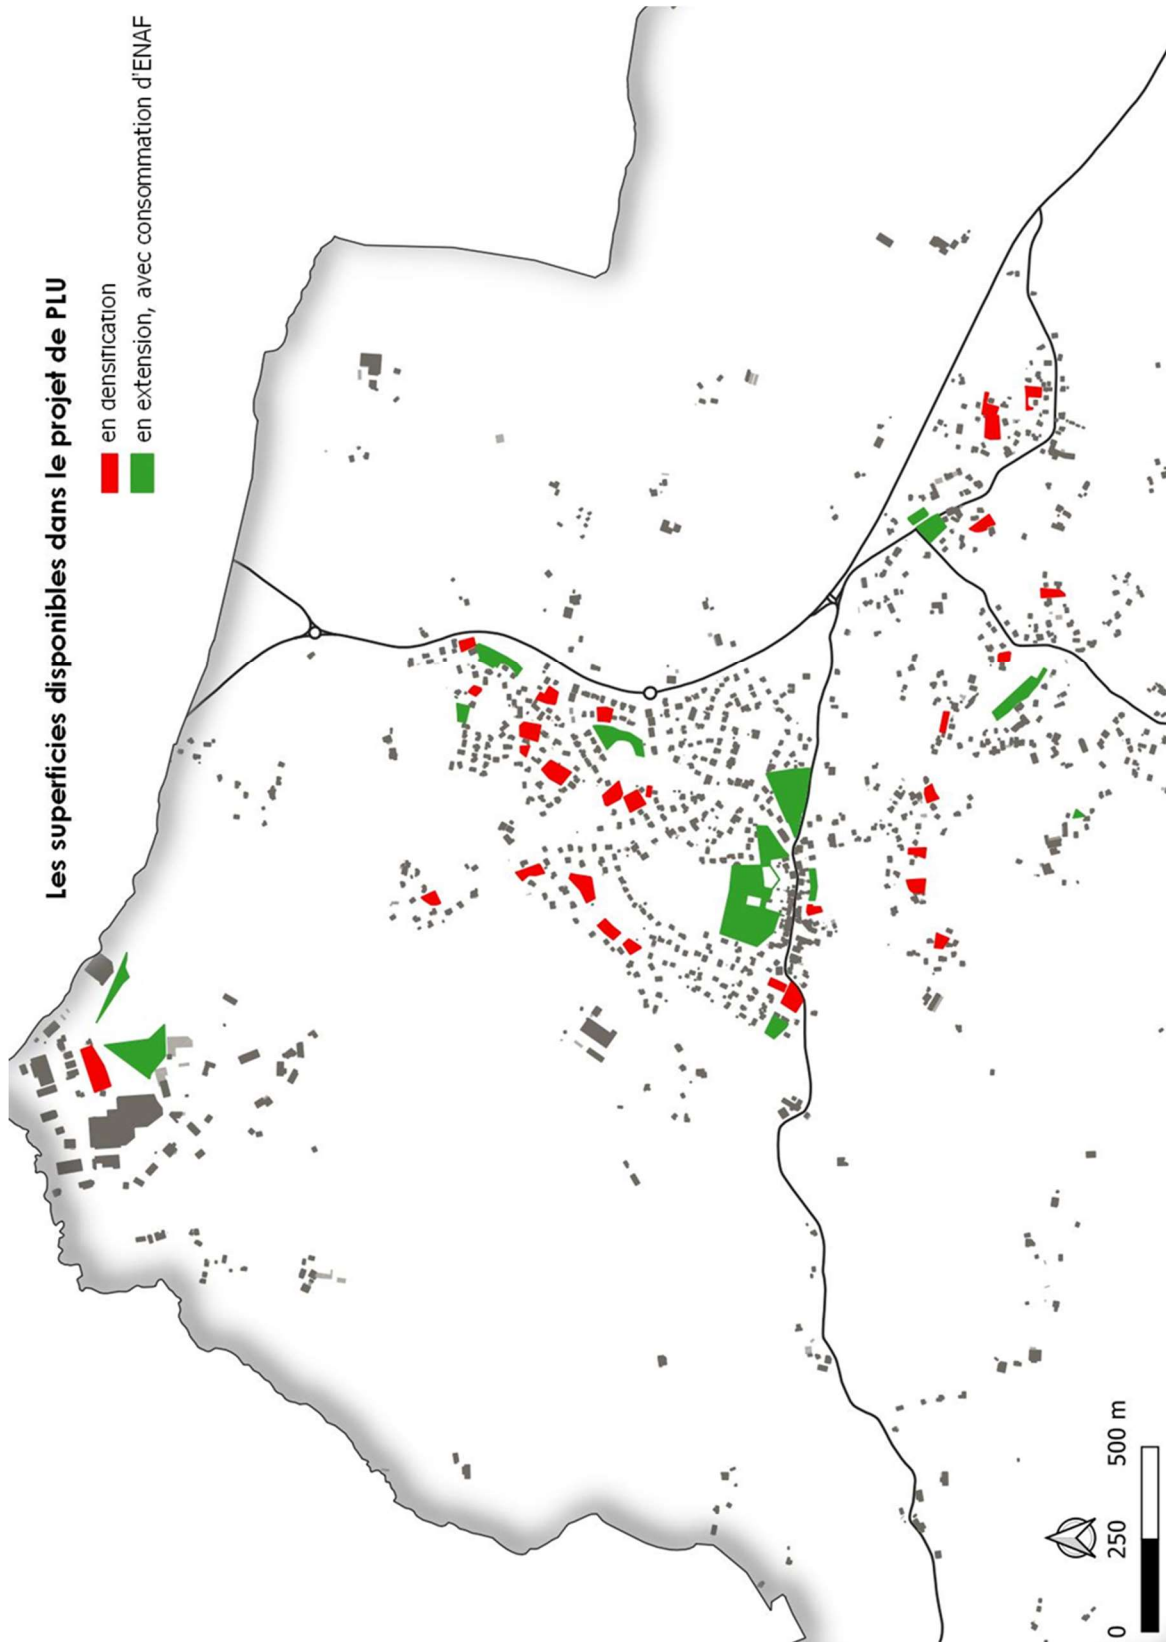 Les superficies disponibles dans le projet de PLU
en densification
en extension, avec consommation d'ENAF
0 250 500 m